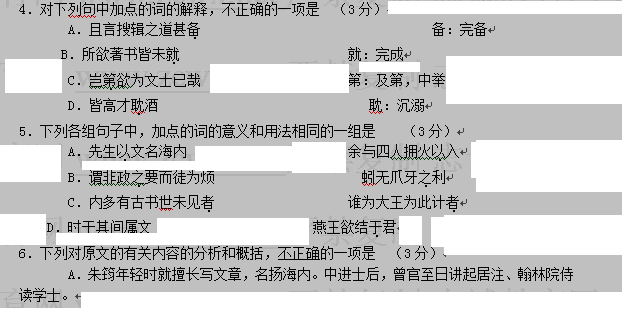 4．对下列句中加点的词的解释，不正确的一项是 （3分）
A．且言搜辑之道甚备 备：完备
B．所欲著书皆未就 就：完成
C．岂第欲为文士已哉 第：及第，中举
D．皆高才耽酒 耽：沉溺
5．下列各组句子中，加点的词的意义和用法相同的一组是 （3分）
A．先生以文名海内 余与四人拥火以入
B．谓非政之要而徒为烦 蚓无爪牙之利
C．内多有古书世未见者 谁为大王为此计者
D．时于其间属文 燕王欲结于君
6．下列对原文的有关内容的分析和概括，不正确的一项是 （3分）
A．朱筠年轻时就擅长写文章，名扬海内。中进士后，曾官至日讲起居注、翰林院侍
读学士。